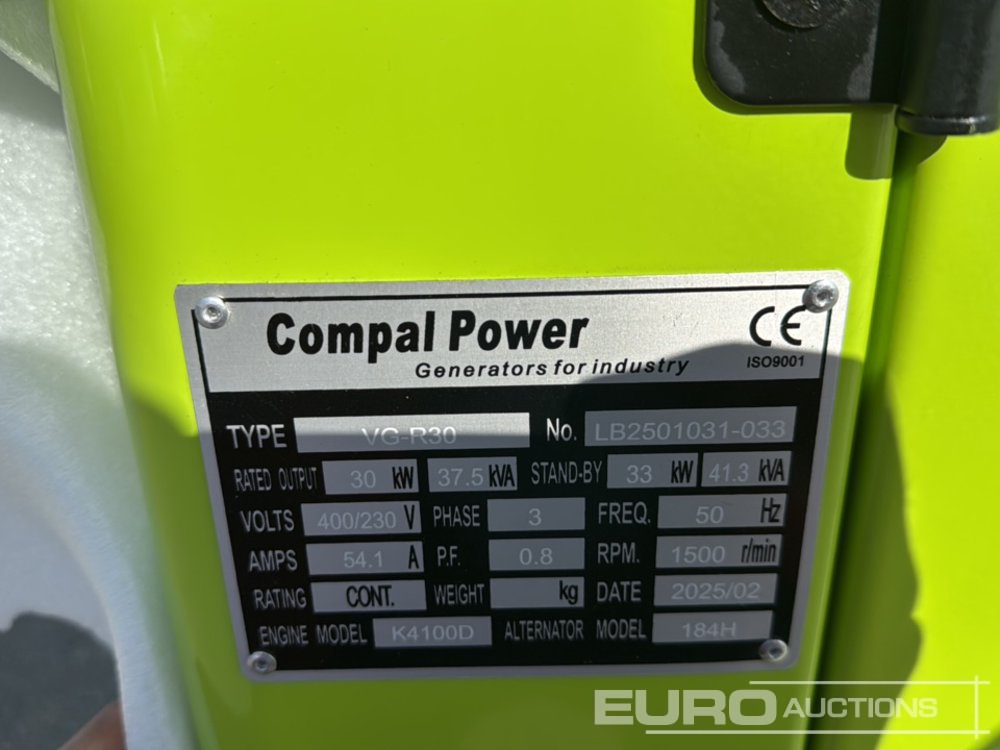 Compal Power
Generators for industry
CE
ISO9001
TYPE VG-R30 No. LB2501031-033
RATED OUTPUT 30 kW 37.5 kVA STAND-BY 33 kW 41.3 kVA
VOLTS 400/230 V PHASE 3 FREQ. 50 Hz
AMPS 54.1 A P.F. 0.8 RPM. 1500 r/min
RATING CONT. WEIGHT kg DATE 2025/02
ENGINE MODEL K4100D ALTERNATOR MODEL 184H
EURO AUCTIONS